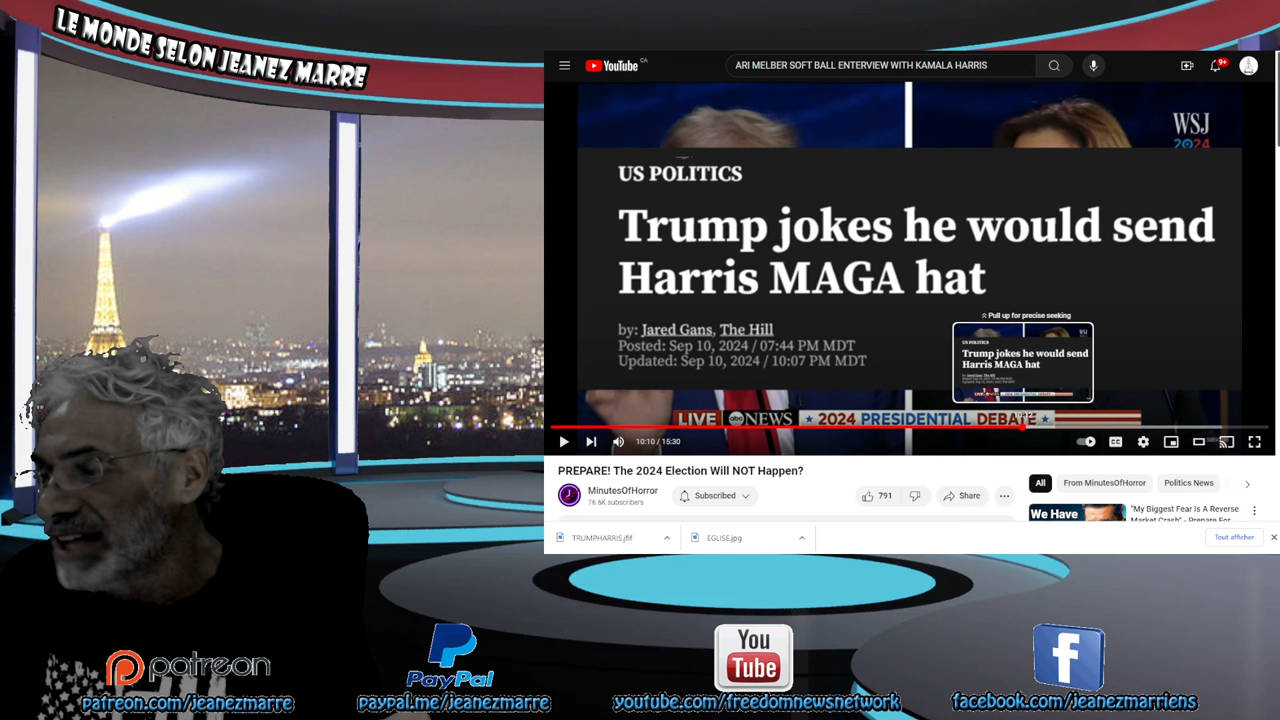 LE MONDE SELON JEANEZ MARRE
YouTube CA
ARI MELBER SOFT BALL ENTERVIEW WITH KAMALA HARRIS
9+
WSJ
2024
US POLITICS
Trump jokes he would send
Harris MAGA hat
by: Jared Gans, The Hill
Posted: Sep 10, 2024 / 07:44 PM MDT
Updated: Sep 10, 2024 / 10:07 PM MDT
Pull up for precise seeking
US POLITICS
Trump jokes he would send
Harris MAGA hat
LIVE abc NEWS ★ 2024 PRESIDENTIAL DEBATE ★
10:10 / 15:30
CC
PREPARE! The 2024 Election Will NOT Happen?
MinutesOfHorror
76.6K subscribers
Subscribed
791
Share
All
From MinutesOfHorror
Politics News
We Have
"My Biggest Fear Is A Reverse
Market Crash" - Prepare For
TRUMPHARRIS.jfif
EGLISE.jpg
Tout afficher
patreon
PayPal
You
Tube
f
patreon.com/jeanezmarre
paypal.me/jeanezmarre
youtube.com/freedomnewsnetwork
facebook.com/jeanezmarriens